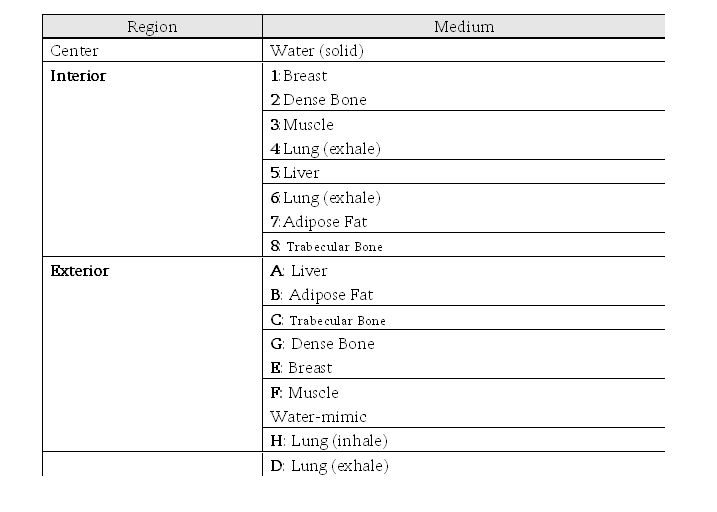 Region Medium
Center Water (solid)
Interior 1:Breast
2:Dense Bone
3:Muscle
4:Lung (exhale)
5:Liver
6:Lung (exhale)
7:Adipose Fat
8: Trabecular Bone
Exterior A: Liver
B: Adipose Fat
C: Trabecular Bone
G: Dense Bone
E: Breast
F: Muscle
Water-mimic
H: Lung (inhale)
D: Lung (exhale)